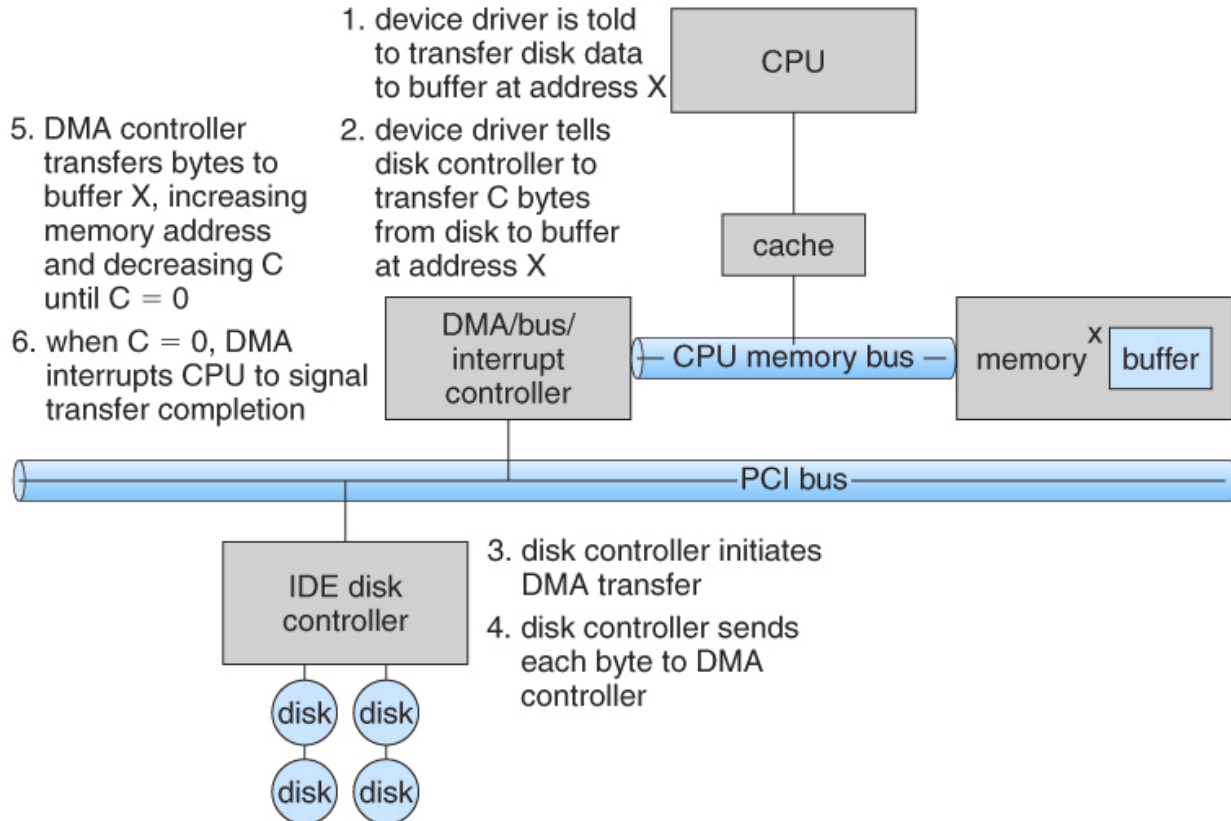 1. device driver is told
to transfer disk data
to buffer at address X
2. device driver tells
disk controller to
transfer C bytes
from disk to buffer
at address X
5. DMA controller
transfers bytes to
buffer X, increasing
memory address
and decreasing C
until C = 0
6. when C = 0, DMA
interrupts CPU to signal
transfer completion
CPU
cache
DMA/bus/
interrupt
controller
CPU memory bus
memory
x
buffer
PCI bus
IDE disk
controller
3. disk controller initiates
DMA transfer
4. disk controller sends
each byte to DMA
controller
disk
disk
disk
disk